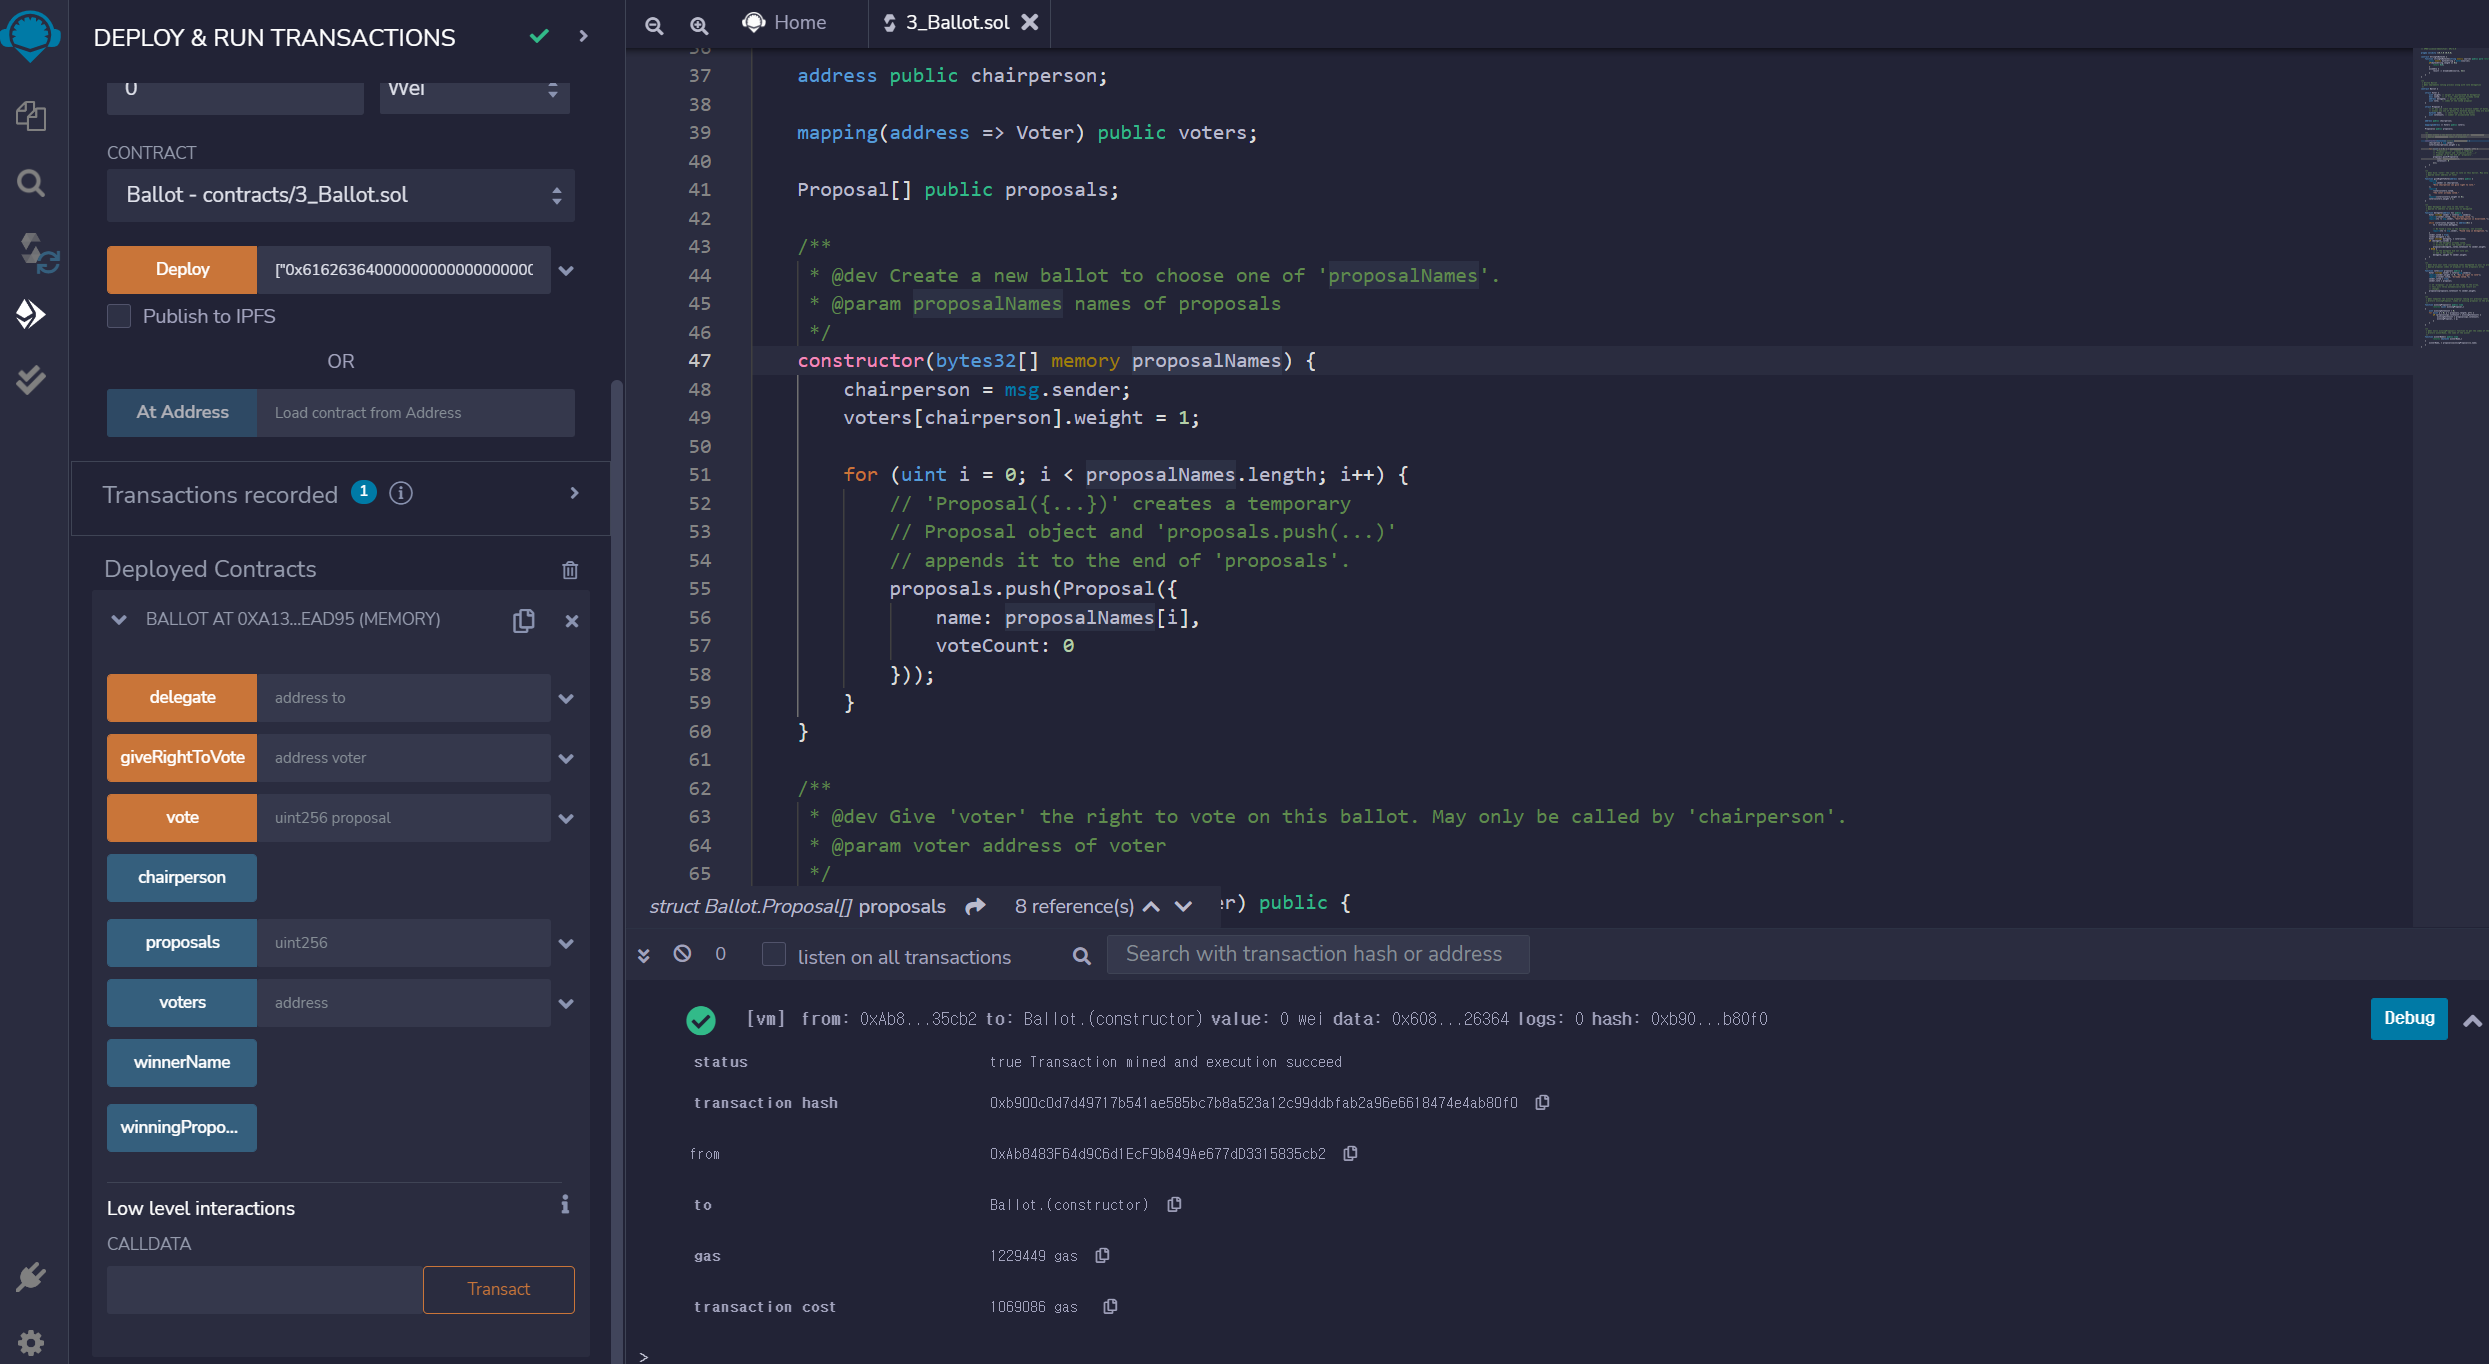 DEPLOY & RUN TRANSACTIONS
0
Wei
CONTRACT
Ballot - contracts/3_Ballot.sol
Deploy
Publish to IPFS
OR
At Address
Load contract from Address
Transactions recorded 1
Deployed Contracts
BALLOT AT 0XA13...EAD95 (MEMORY)
delegate
address to
giveRightToVote
address voter
vote
uint256 proposal
chairperson
proposals
uint256
voters
address
winnerName
winningPropo...
Low level interactions
CALLDATA
Transact
Home
3_Ballot.sol
37 address public chairperson;
38
39 mapping(address => Voter) public voters;
40
41 Proposal[] public proposals;
42
43 /**
44 * @dev Create a new ballot to choose one of 'proposalNames'.
45 * @param proposalNames names of proposals
46 */
47 constructor(bytes32[] memory proposalNames) {
48 chairperson = msg.sender;
49 voters[chairperson].weight = 1;
50
51 for (uint i = 0; i < proposalNames.length; i++) {
52 // 'Proposal({...})' creates a temporary
53 // Proposal object and 'proposals.push(...)'
54 // appends it to the end of 'proposals'.
55 proposals.push(Proposal({
56 name: proposalNames[i],
57 voteCount: 0
58 }));
59 }
60 }
61
62 /**
63 * @dev Give 'voter' the right to vote on this ballot. May only be called by 'chairperson'.
64 * @param voter address of voter
65 */
er) public {
struct Ballot.Proposal[] proposals
8 reference(s)
0
listen on all transactions
Search with transaction hash or address
[vm] from: 0xAb8...35cb2 to: Ballot.(constructor) value: 0 wei data: 0x608...26364 logs: 0 hash: 0xb90...b80f0
Debug
status true Transaction mined and execution succeed
transaction hash 0xb900c0d7d49717b541ae585bc7b8a523a12c99ddbfab2a96e6618474e4ab80f0
from 0xAb8483F64d9C6d1EcF9b849Ae677dD3315835cb2
to Ballot.(constructor)
gas 1229449 gas
transaction cost 1069086 gas
>